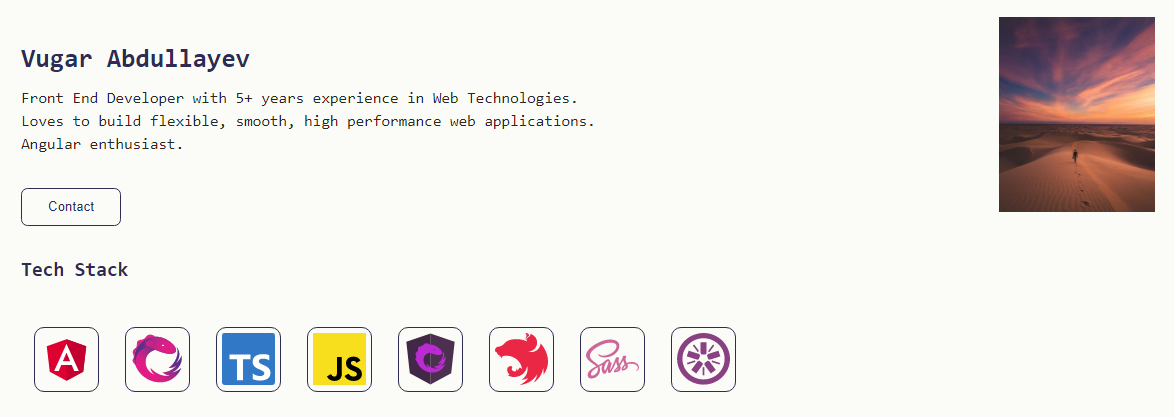 Vugar Abdullayev
Front End Developer with 5+ years experience in Web Technologies.
Loves to build flexible, smooth, high performance web applications.
Angular enthusiast.
Contact
Tech Stack
A
TS
JS
Sass